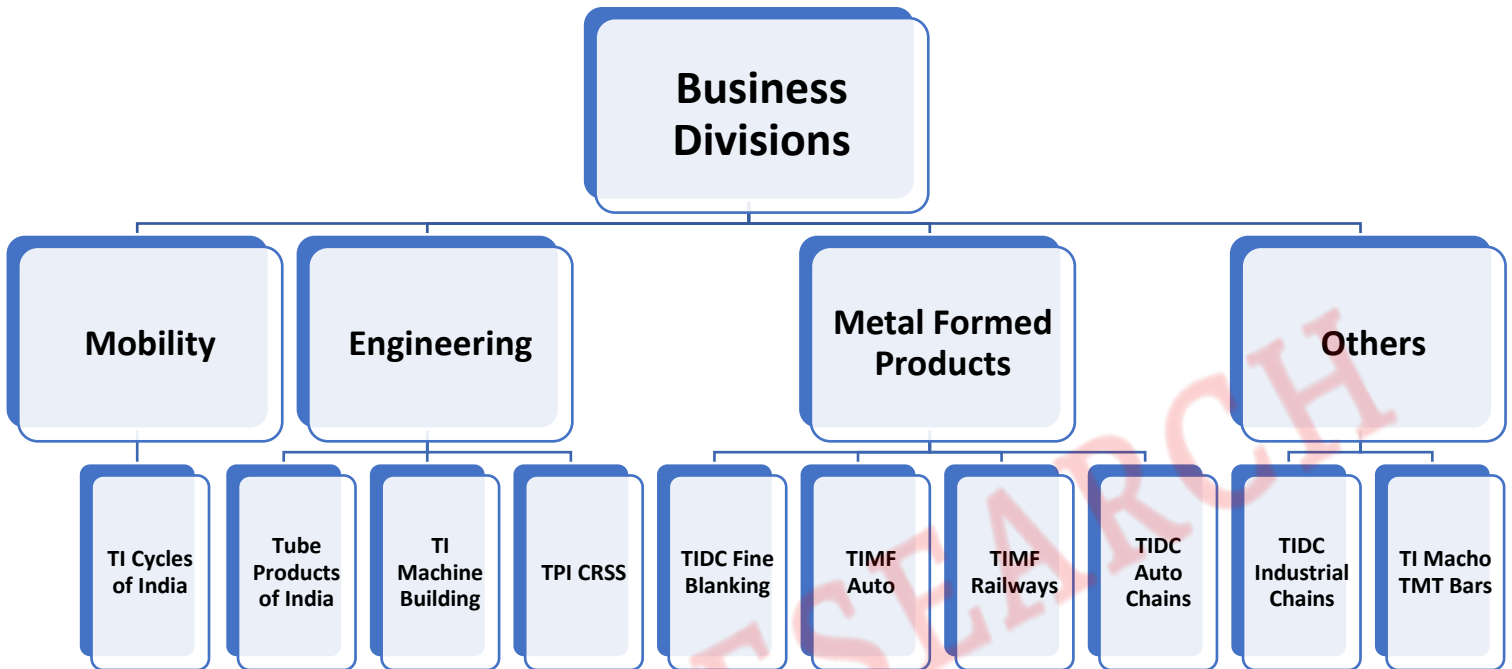 Business
Divisions
Mobility
Engineering
Metal Formed
Products
Others
TI Cycles
of India
Tube
Products
of India
TI
Machine
Building
TPI CRSS
TIDC Fine
Blanking
TIMF
Auto
TIMF
Railways
TIDC
Auto
Chains
TIDC
Industrial
Chains
TI Macho
TMT Bars
ESEARCH